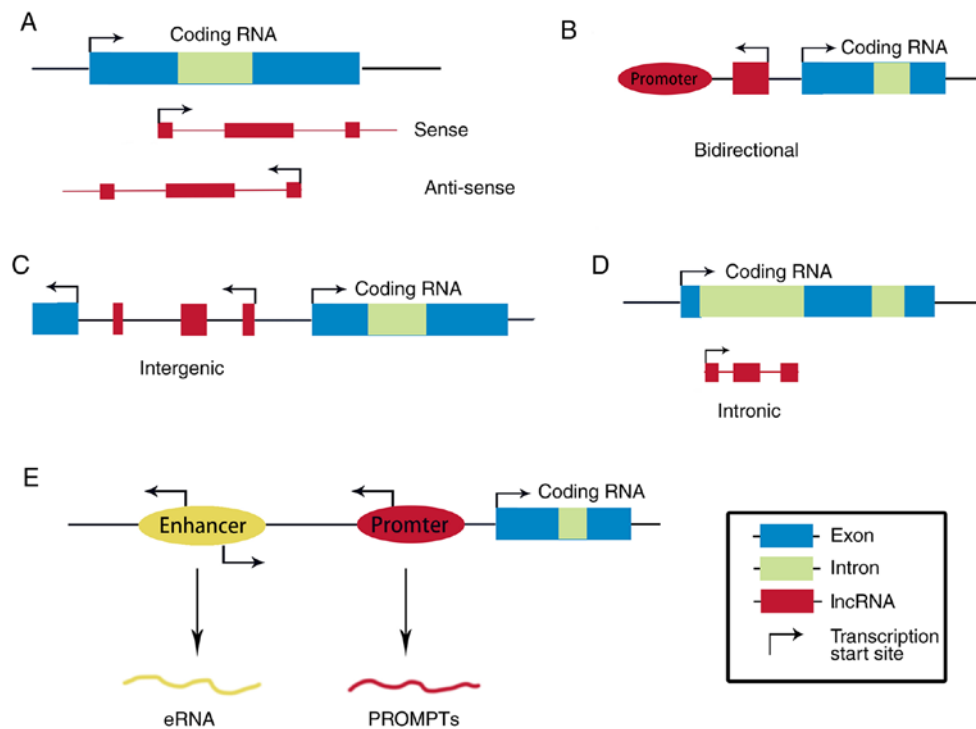 A
Coding RNA
Sense
Anti-sense
B
Coding RNA
Promoter
Bidirectional
C
Coding RNA
Intergenic
D
Coding RNA
Intronic
E
Coding RNA
Enhancer
Promter
eRNA
PROMPTs
Exon
Intron
lncRNA
Transcription
start site